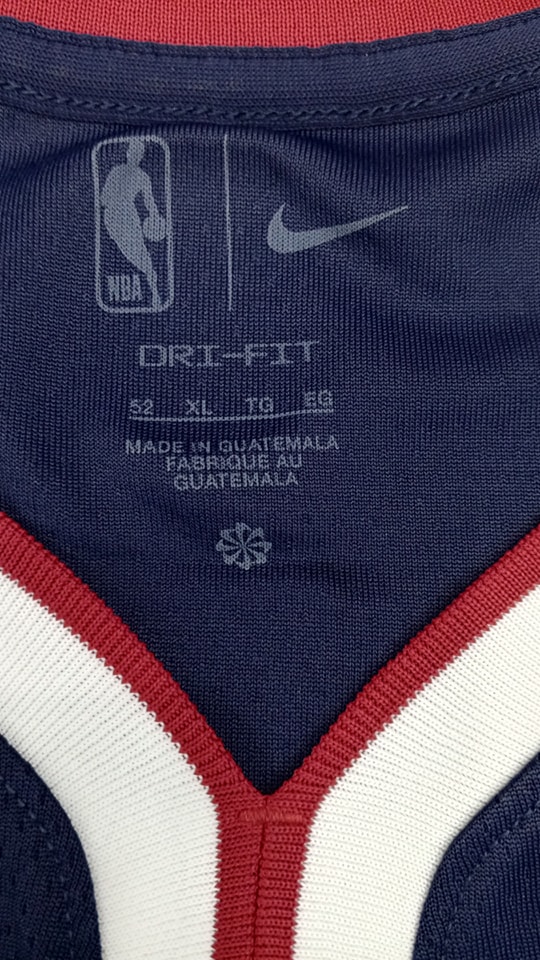 NBA
DRI-FIT
52 XL TG EG
MADE IN GUATEMALA
FABRIQUE AU
GUATEMALA